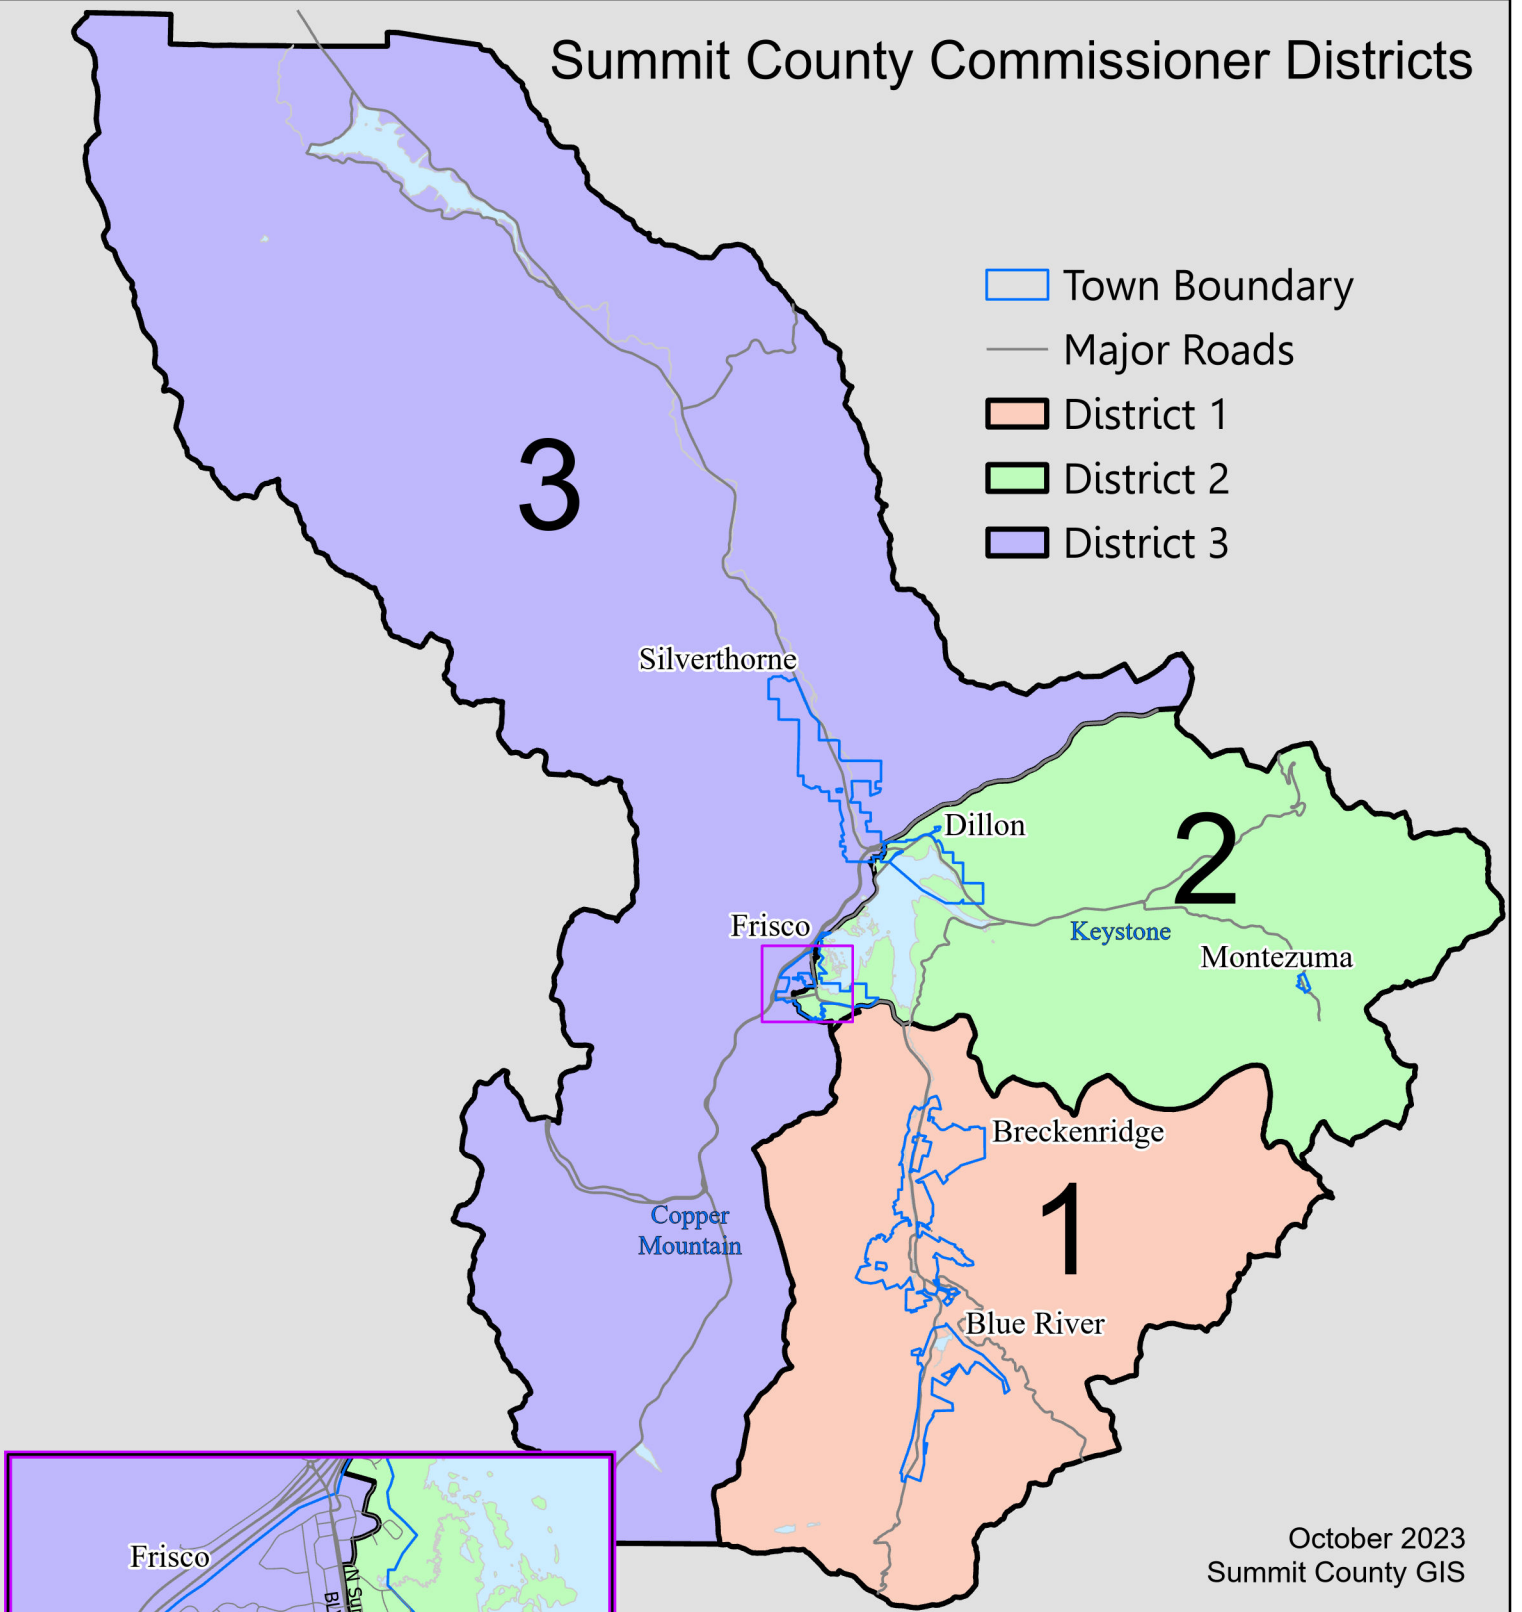 Summit County Commissioner Districts
Town Boundary
Major Roads
District 1
District 2
District 3
3
Silverthorne
Dillon
2
Frisco
Keystone
Montezuma
Breckenridge
1
Copper
Mountain
Blue River
Frisco
October 2023
Summit County GIS